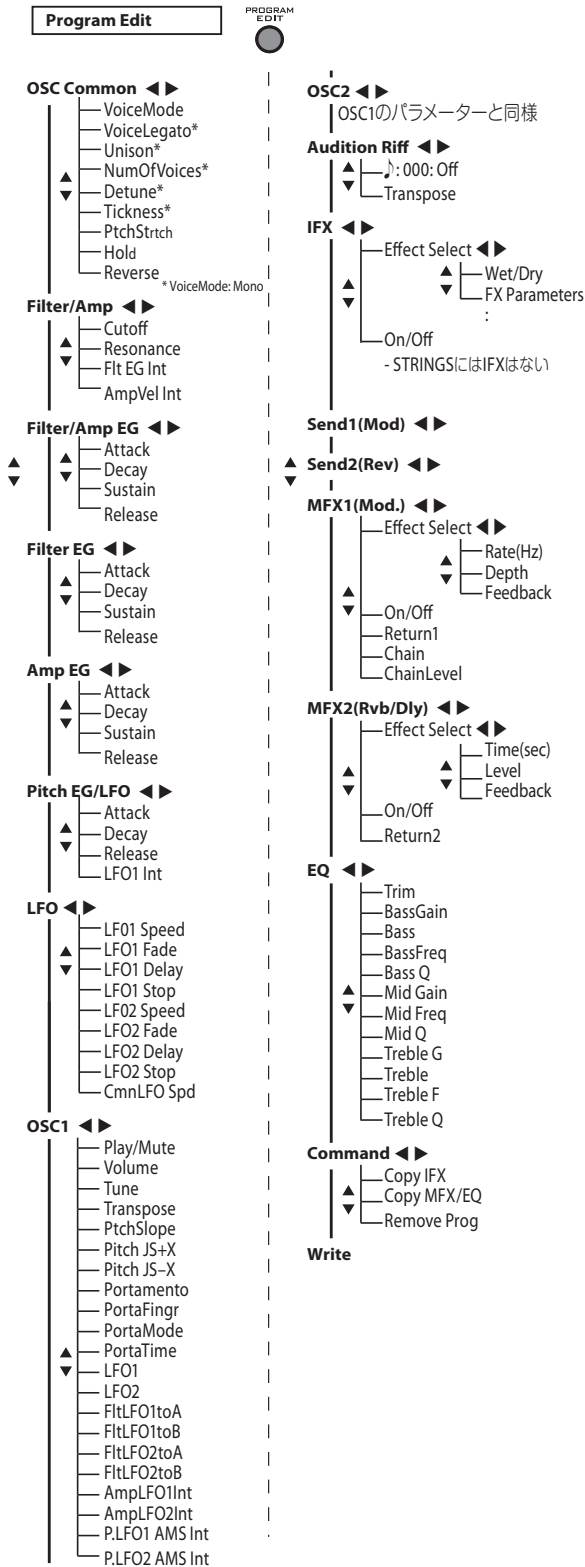 Program Edit
PROGRAM
EDIT
OSC Common ◀ ▶
VoiceMode
VoiceLegato*
Unison*
NumOfVoices*
Detune*
Tickness*
PtchStrtch
Hold
Reverse
* VoiceMode: Mono
Filter/Amp ◀ ▶
Cutoff
Resonance
Flt EG Int
AmpVel Int
Filter/Amp EG ◀ ▶
Attack
Decay
Sustain
Release
Filter EG ◀ ▶
Attack
Decay
Sustain
Release
Amp EG ◀ ▶
Attack
Decay
Sustain
Release
Pitch EG/LFO ◀ ▶
Attack
Decay
Release
LFO1 Int
LFO ◀ ▶
LF01 Speed
LFO1 Fade
LFO1 Delay
LFO1 Stop
LF02 Speed
LFO2 Fade
LFO2 Delay
LFO2 Stop
CmnLFO Spd
OSC1 ◀ ▶
Play/Mute
Volume
Tune
Transpose
PtchSlope
Pitch JS+X
Pitch JS–X
Portamento
PortaFingr
PortaMode
PortaTime
LFO1
LFO2
FltLFO1toA
FltLFO1toB
FltLFO2toA
FltLFO2toB
AmpLFO1Int
AmpLFO2Int
P.LFO1 AMS Int
P.LFO2 AMS Int
OSC2 ◀ ▶
OSC1のパラメーターと同様
Audition Riff ◀ ▶
♪: 000: Off
Transpose
IFX ◀ ▶
Effect Select ◀ ▶
Wet/Dry
FX Parameters
:
On/Off
- STRINGSにはIFXはない
Send1(Mod) ◀ ▶
Send2(Rev) ◀ ▶
MFX1(Mod.) ◀ ▶
Effect Select ◀ ▶
Rate(Hz)
Depth
Feedback
On/Off
Return1
Chain
ChainLevel
MFX2(Rvb/Dly) ◀ ▶
Effect Select ◀ ▶
Time(sec)
Level
Feedback
On/Off
Return2
EQ ◀ ▶
Trim
BassGain
Bass
BassFreq
Bass Q
Mid Gain
Mid Freq
Mid Q
Treble G
Treble
Treble F
Treble Q
Command ◀ ▶
Copy IFX
Copy MFX/EQ
Remove Prog
Write